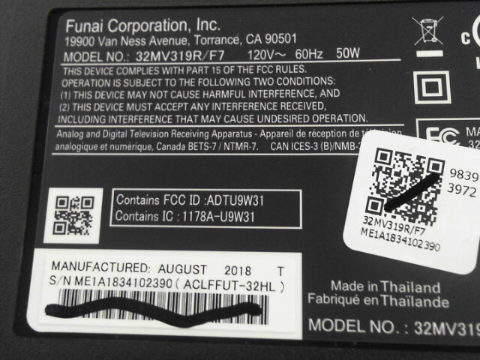 Funai Corporation, Inc.
19900 Van Ness Avenue, Torrance, CA 90501
MODEL NO.: 32MV319R/F7 120V~ 60Hz 50W
THIS DEVICE COMPLIES WITH PART 15 OF THE FCC RULES.
OPERATION IS SUBJECT TO THE FOLLOWING TWO CONDITIONS:
(1) THIS DEVICE MAY NOT CAUSE HARMFUL INTERFERENCE, AND
(2) THIS DEVICE MUST ACCEPT ANY INTERFERENCE RECEIVED,
INCLUDING INTERFERENCE THAT MAY CAUSE UNDESIRED OPERATION.
Analog and Digital Television Receiving Apparatus - Appareil de réception de télévision
analogique et numérique, Canada BETS-7 / NTMR-7. CAN ICES-3 (B)/NMB-
FC
MA
32
Contains FCC ID : ADTU9W31
Contains IC : 1178A-U9W31
9839
3972
32MV319R/F7
ME1A1834102390
MANUFACTURED: AUGUST 2018 T
S/N ME1A1834102390 ( ACLFFUT-32HL )
Made in Thailand
Fabriqué en Thaïlande
MODEL NO. : 32MV319